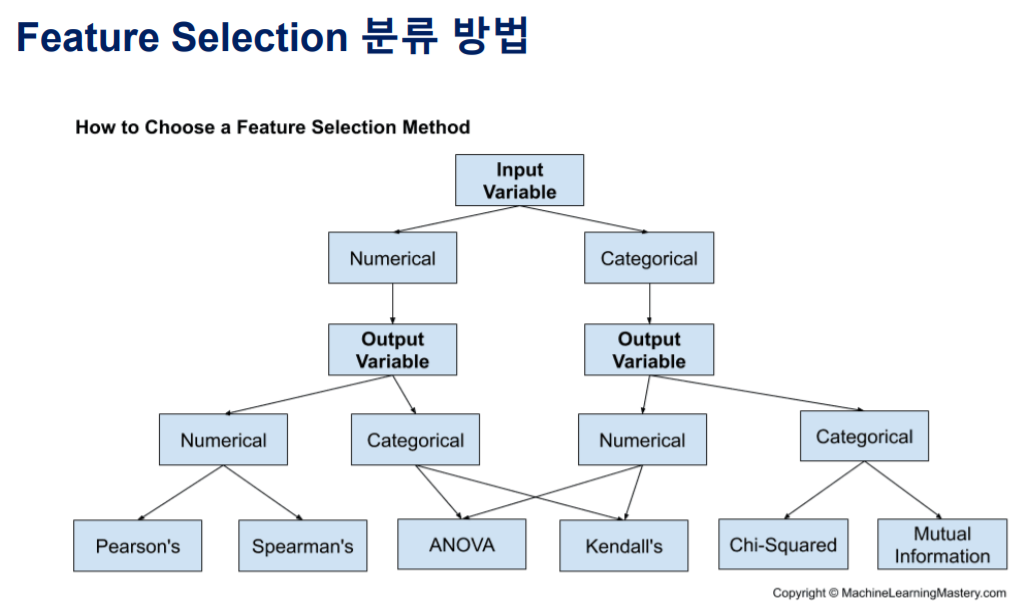 Feature Selection 분류 방법
How to Choose a Feature Selection Method
Input
Variable
Numerical
Categorical
Output
Variable
Output
Variable
Numerical
Categorical
Numerical
Categorical
Pearson's
Spearman's
ANOVA
Kendall's
Chi-Squared
Mutual
Information
Copyright © MachineLearningMastery.com